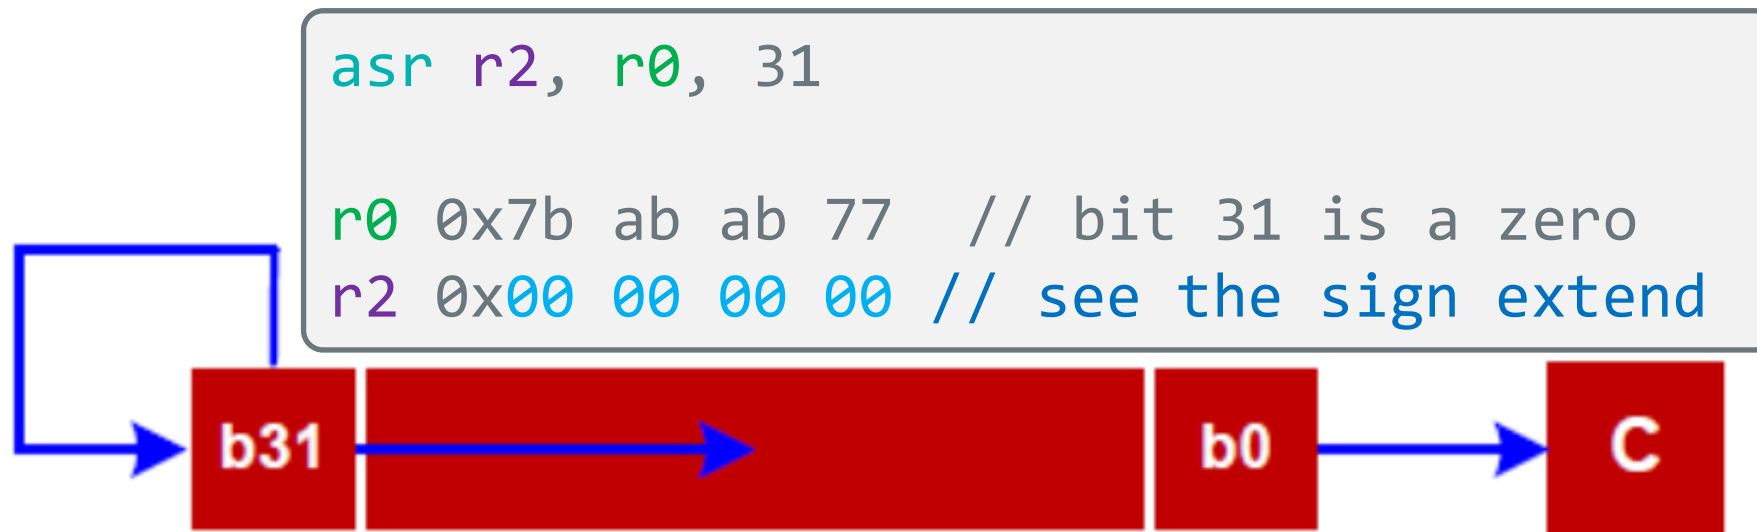 asr r2, r0, 31
r0 0x7b ab ab 77 // bit 31 is a zero
r2 0x00 00 00 00 // see the sign extend
b31 b0 C